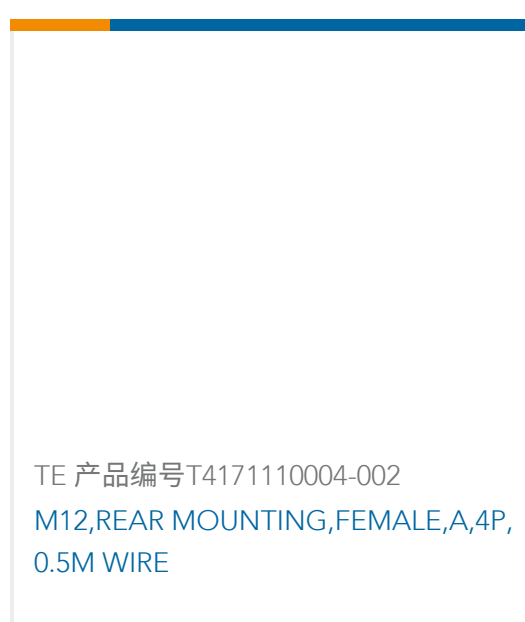 TE 产品编号T4171110004-002
M12,REAR MOUNTING,FEMALE,A,4P,
0.5M WIRE